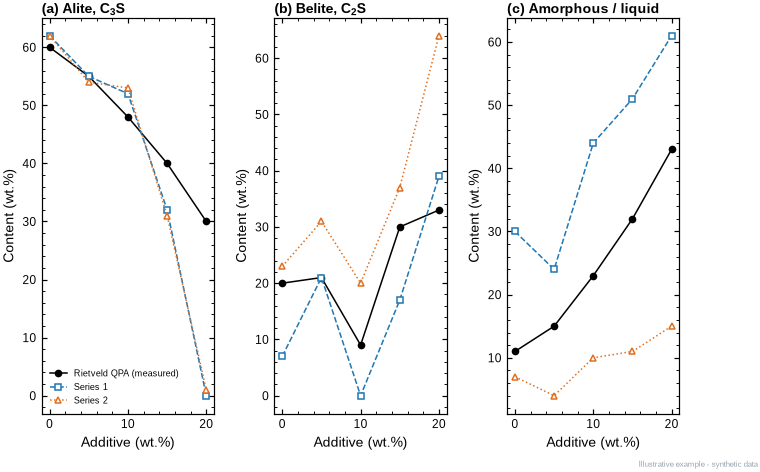 (a) Alite, C₃S
(b) Belite, C₂S
(c) Amorphous / liquid
Content (wt.%)
60
50
40
30
20
10
0
Rietveld QPA (measured)
Series 1
Series 2
0
10
20
Additive (wt.%)
Content (wt.%)
60
50
40
30
20
10
0
0
10
20
Additive (wt.%)
Content (wt.%)
60
50
40
30
20
10
0
10
20
Additive (wt.%)
Illustrative example - synthetic data